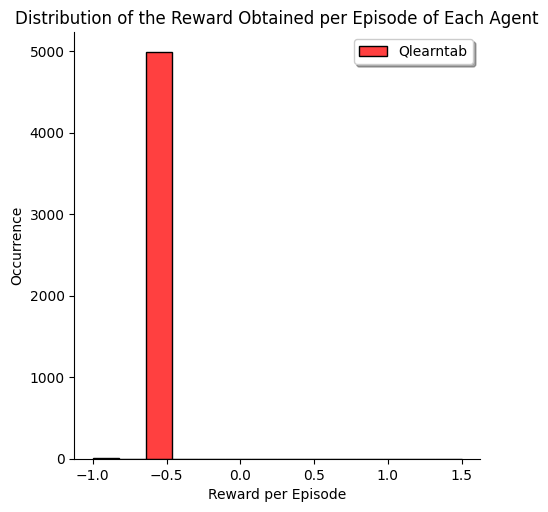 Distribution of the Reward Obtained per Episode of Each Agent
Qlearntab
5000
4000
3000
2000
1000
0
Occurrence
−1.0 −0.5 0.0 0.5 1.0 1.5
Reward per Episode